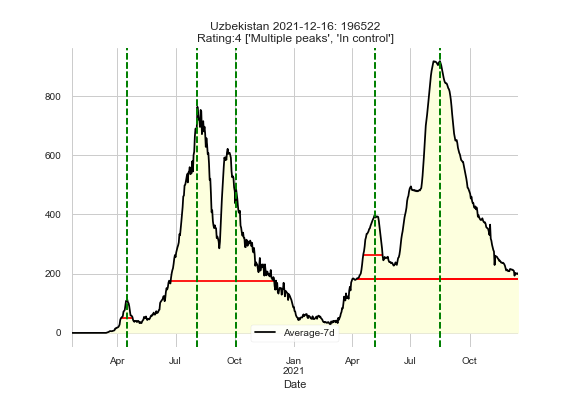 Uzbekistan 2021-12-16: 196522
Rating:4 ['Multiple peaks', 'In control']
800
600
400
200
0
Average-7d
Apr
Jul
Oct
Jan
2021
Apr
Jul
Oct
Date